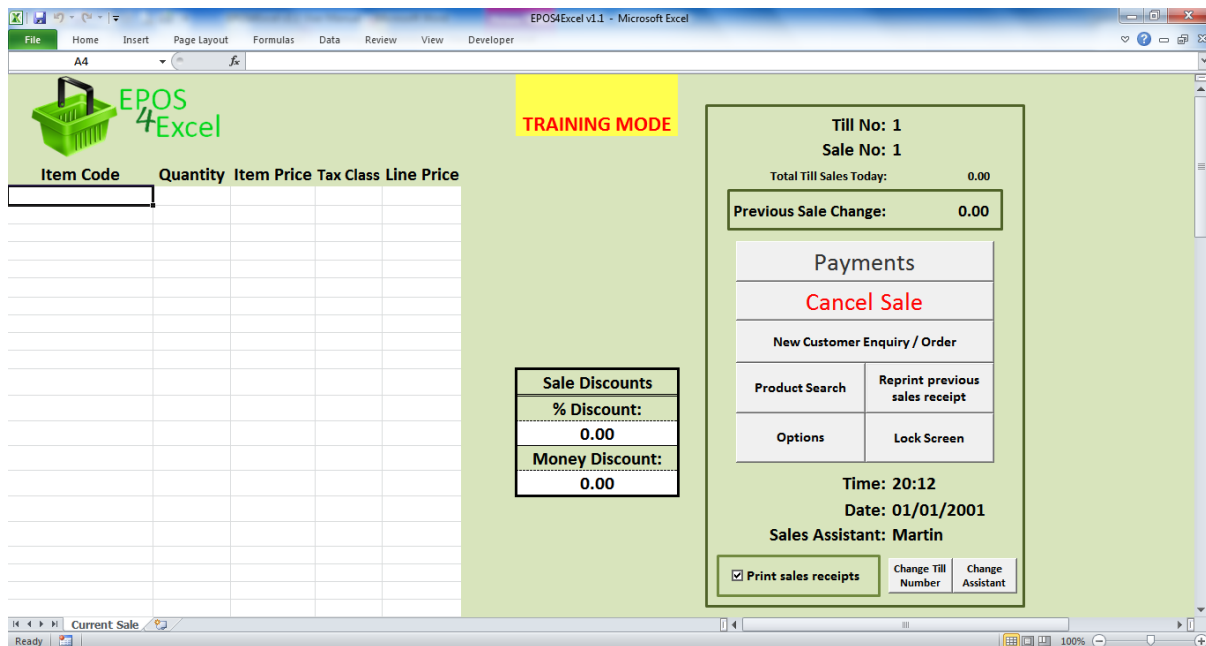 EPOS4Excel v1.1 - Microsoft Excel
File Home Insert Page Layout Formulas Data Review View Developer
A4
fx
EPOS
4Excel
TRAINING MODE
Item Code Quantity Item Price Tax Class Line Price
Till No: 1
Sale No: 1
Total Till Sales Today: 0.00
Previous Sale Change: 0.00
Payments
Cancel Sale
New Customer Enquiry / Order
Product Search
Reprint previous
sales receipt
Options
Lock Screen
Sale Discounts
% Discount:
0.00
Money Discount:
0.00
Time: 20:12
Date: 01/01/2001
Sales Assistant: Martin
Print sales receipts
Change Till
Number
Change
Assistant
Current Sale
Ready
100%